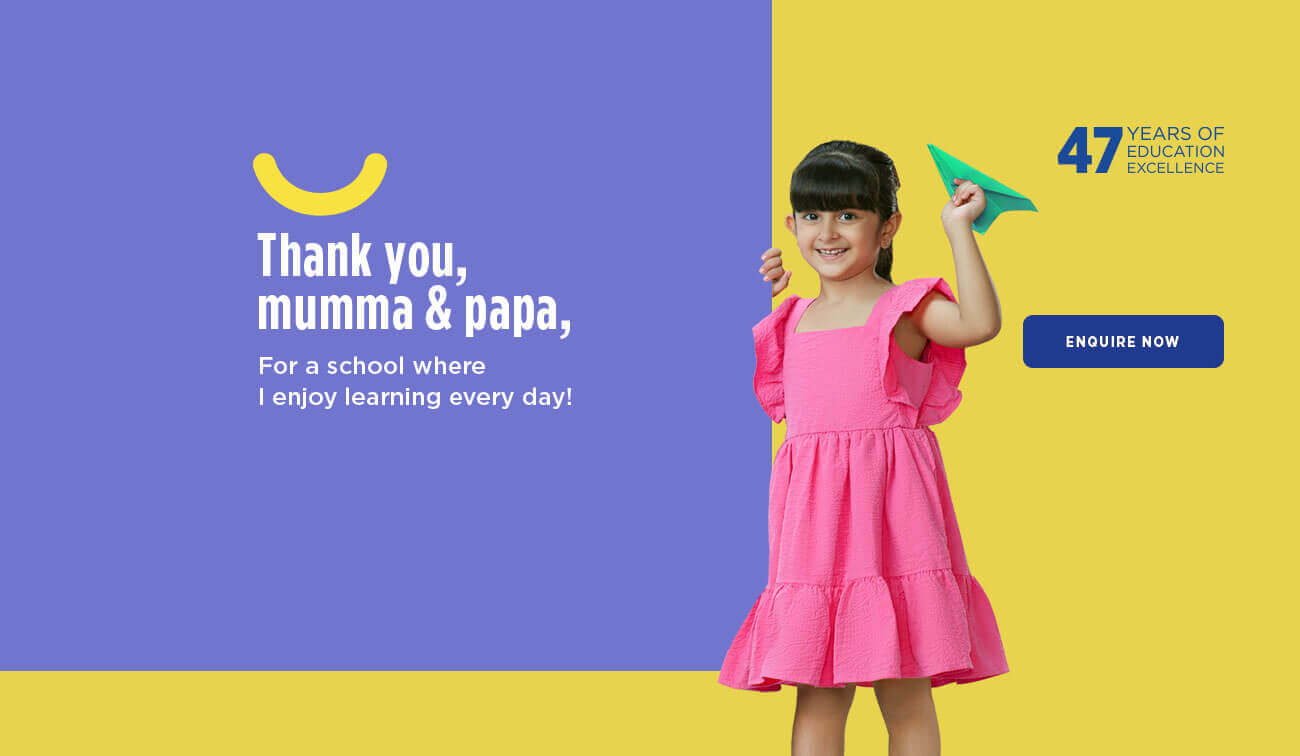 Thank you,
mumma & papa,
For a school where
I enjoy learning every day!
47 YEARS OF
EDUCATION
EXCELLENCE
ENQUIRE NOW